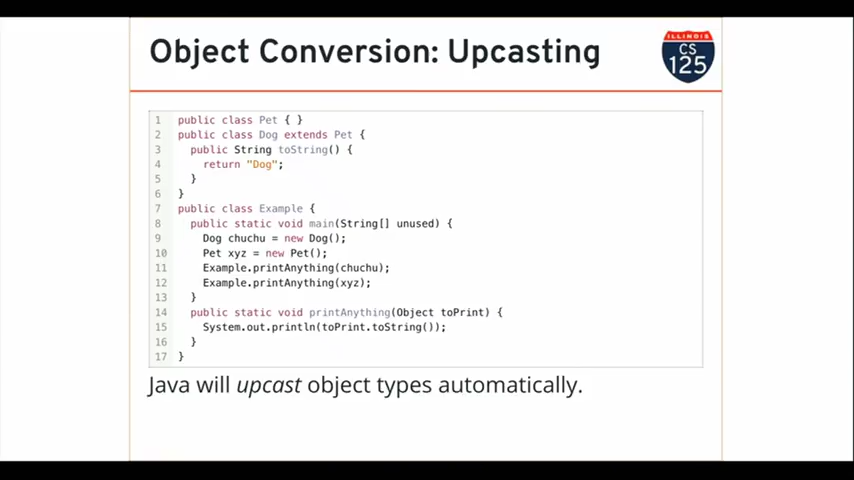 Object Conversion: Upcasting
ILLINOIS
CS
125
1 public class Pet { }
2 public class Dog extends Pet {
3 public String toString() {
4 return "Dog";
5 }
6 }
7 public class Example {
8 public static void main(String[] unused) {
9 Dog chuchu = new Dog();
10 Pet xyz = new Pet();
11 Example.printAnything(chuchu);
12 Example.printAnything(xyz);
13 }
14 public static void printAnything(Object toPrint) {
15 System.out.println(toPrint.toString());
16 }
17 }
Java will upcast object types automatically.